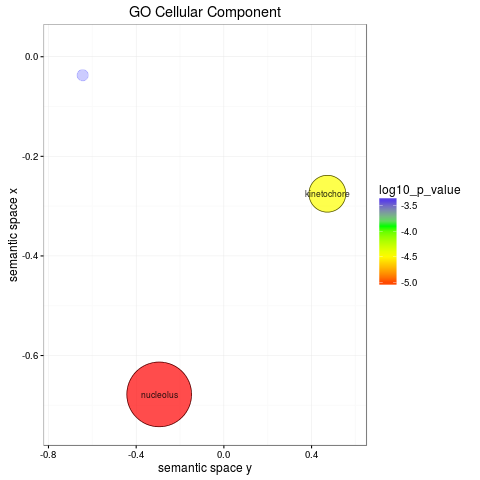 GO Cellular Component
0.0
-0.2
-0.4
-0.6
semantic space x
kinetochore
nucleolus
-0.8
-0.4
0.0
0.4
semantic space y
log10_p_value
-3.5
-4.0
-4.5
-5.0